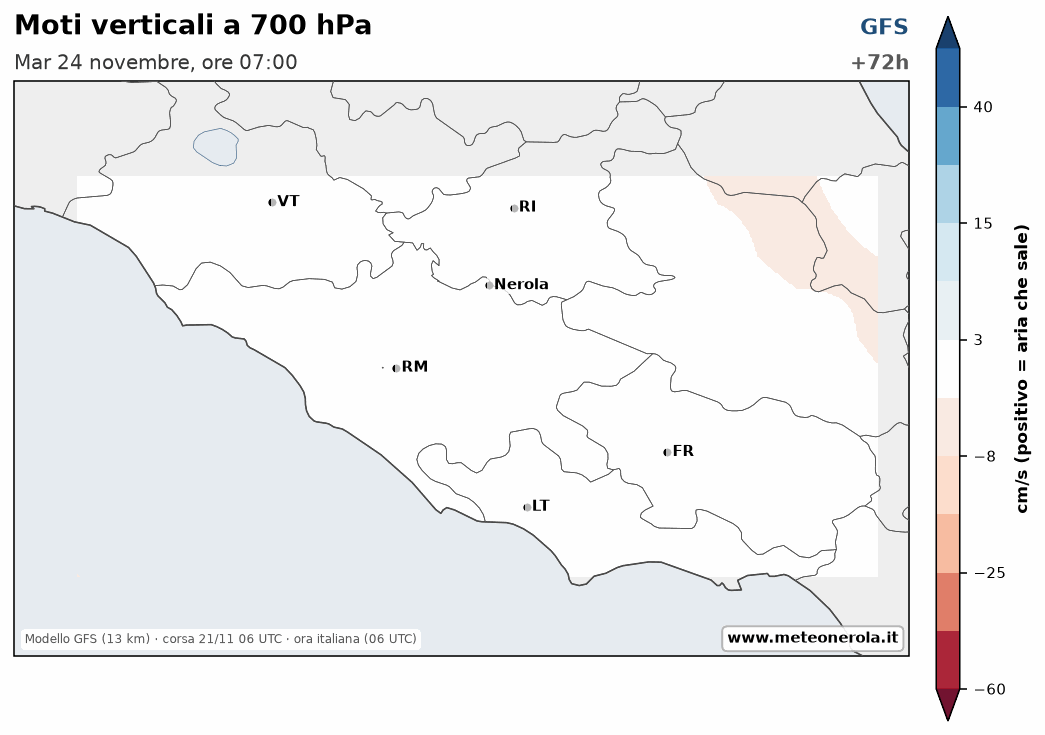 Moti verticali a 700 hPa
GFS
Mar 24 novembre, ore 07:00
+72h
40
VT
RI
15
Nerola
3
RM
cm/s (positivo = aria che sale)
FR
−8
LT
−25
Modello GFS (13 km) · corsa 21/11 06 UTC · ora italiana (06 UTC)
www.meteonerola.it
−60